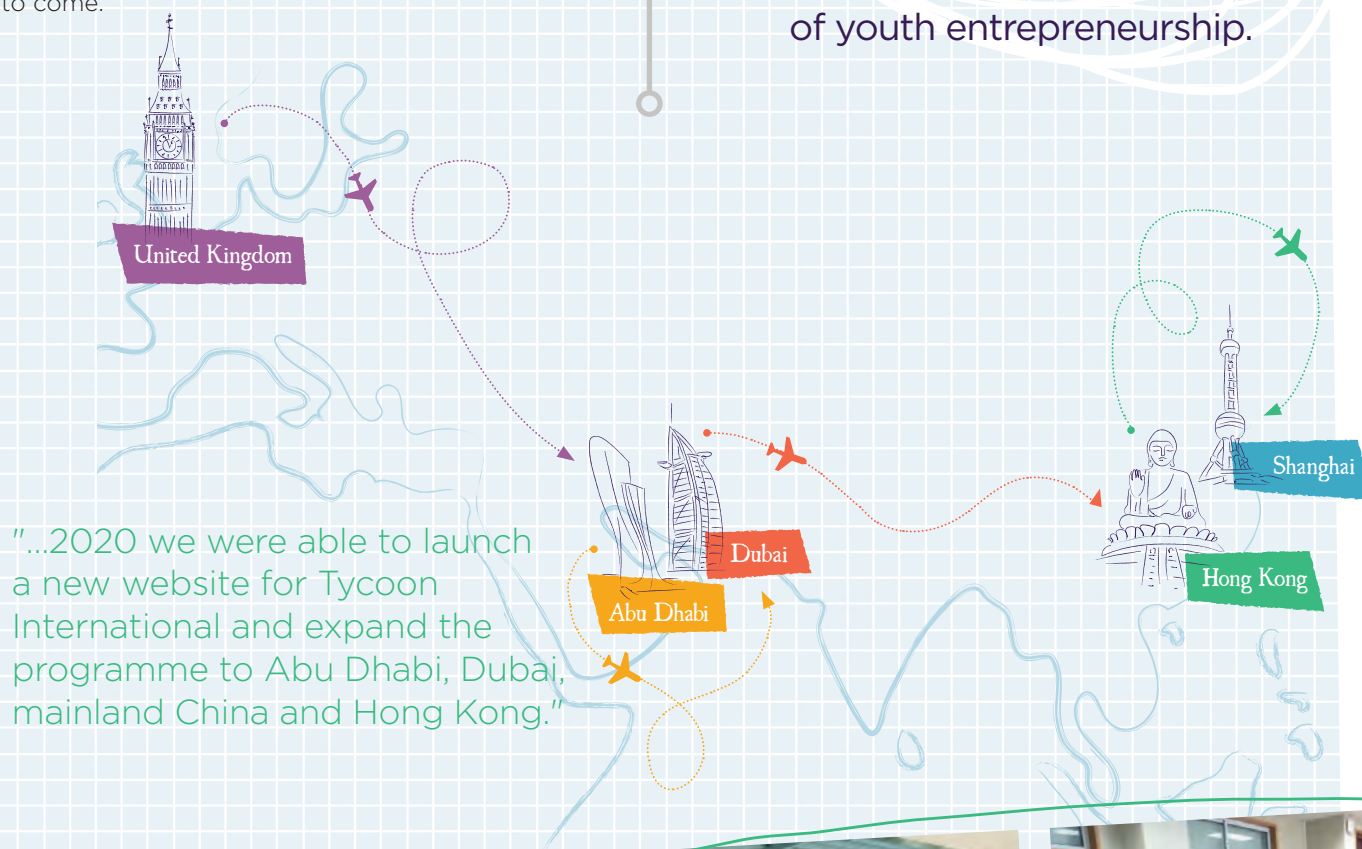 to come.
of youth entrepreneurship.
United Kingdom
Shanghai
Dubai
Hong Kong
Abu Dhabi
"...2020 we were able to launch
a new website for Tycoon
International and expand the
programme to Abu Dhabi, Dubai,
mainland China and Hong Kong."